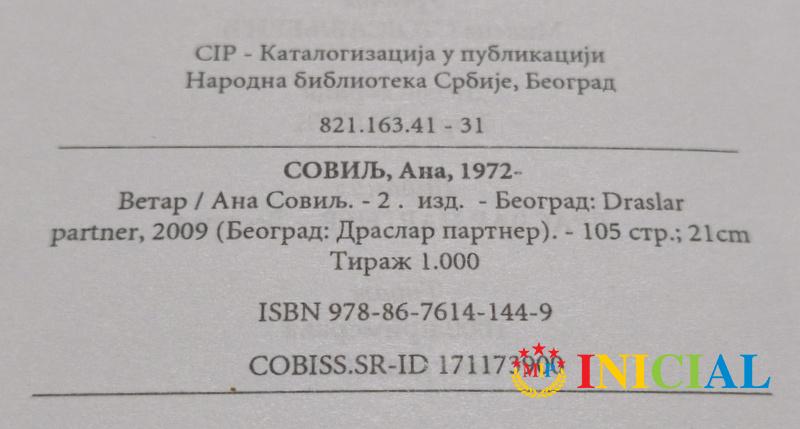 CIP - Каталогизација у публикацији
Народна библиотека Србије, Београд
821.163.41 - 31
СОВИЉ, Ана, 1972-
Ветар / Ана Совиљ. - 2 . изд. - Београд: Draslar
partner, 2009 (Београд: Драслар партнер). - 105 стр.; 21cm
Тираж 1.000
ISBN 978-86-7614-144-9
COBISS.SR-ID 171173900
INICIAL